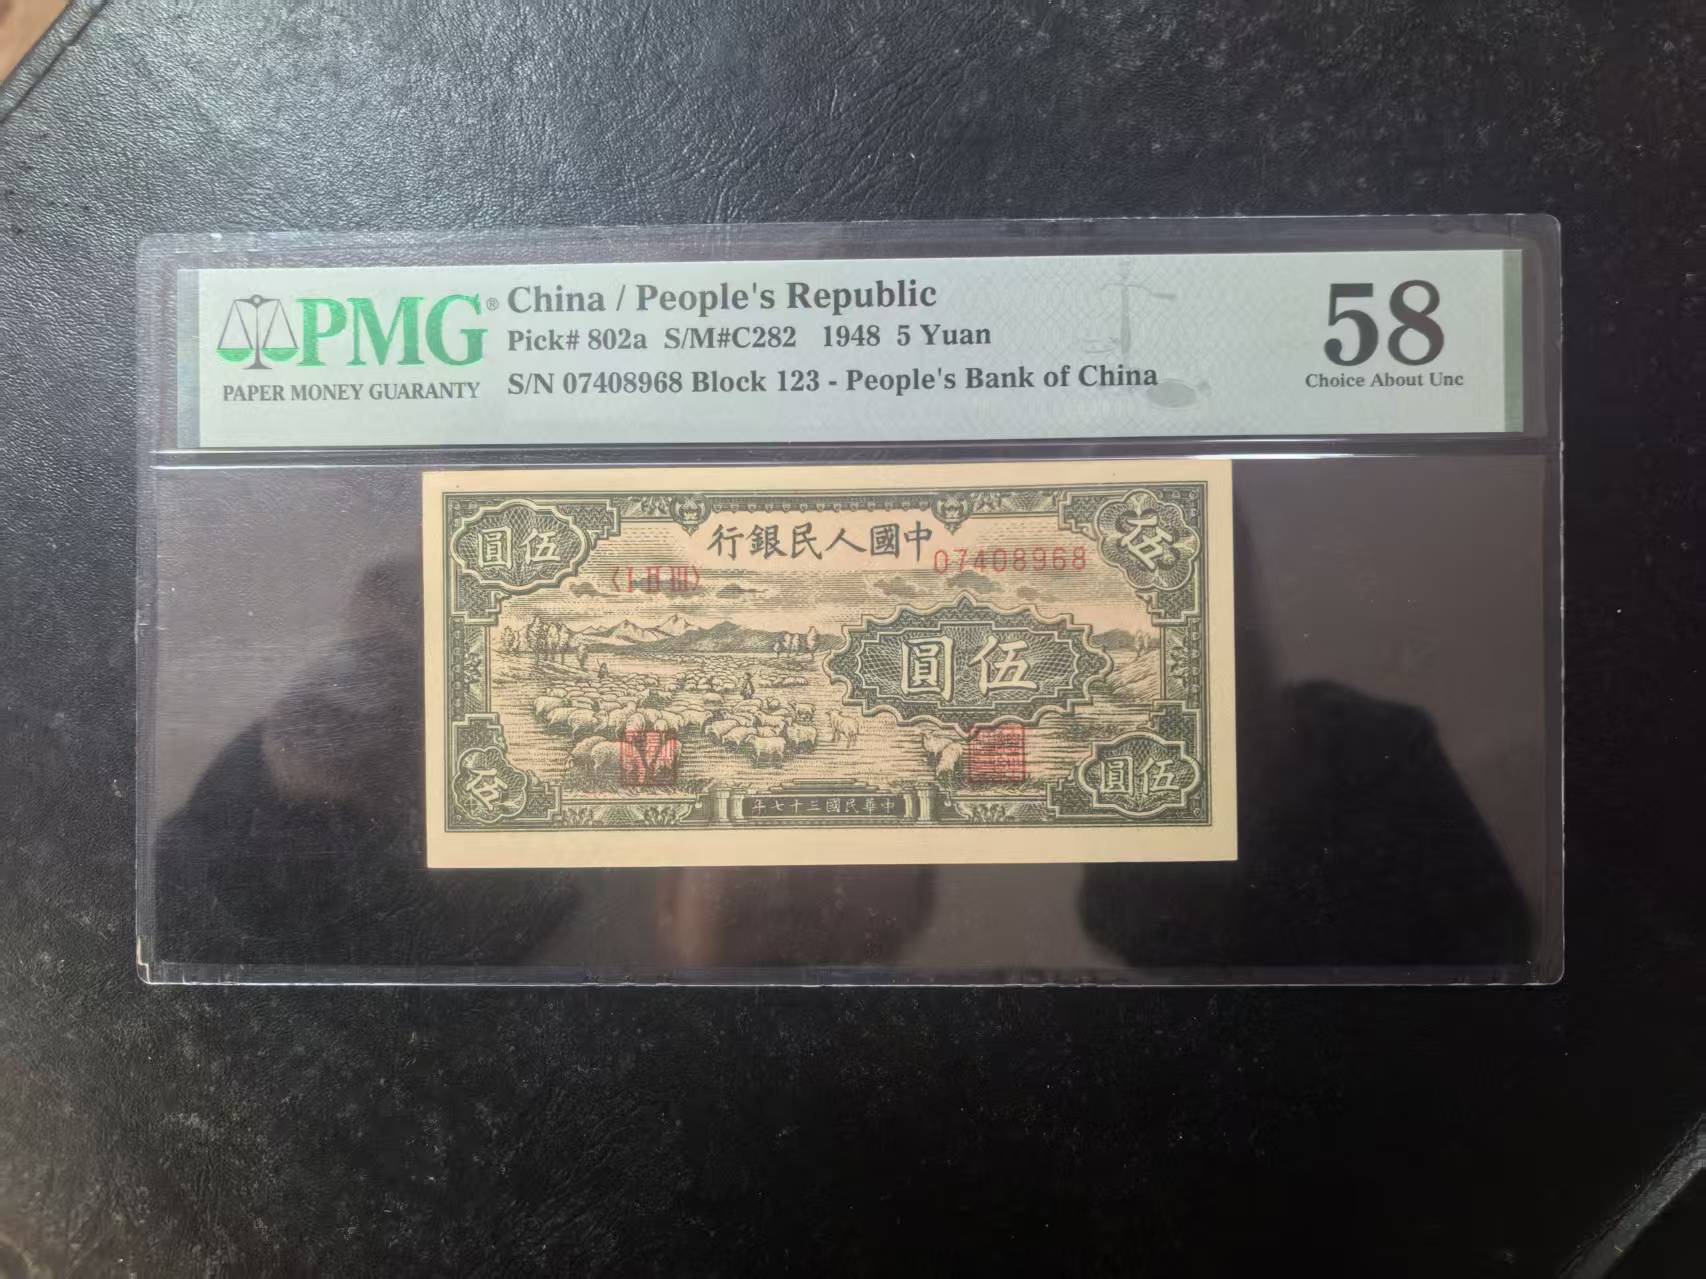 PMG®
PAPER MONEY GUARANTY
China / People's Republic
Pick# 802a S/M#C282 1948 5 Yuan
S/N 07408968 Block 123 - People's Bank of China
58
Choice About Unc
圓伍
行銀民人國中
伍
〈I II III〉
07408968
圓伍
伍
年七十三國民華中
圓伍